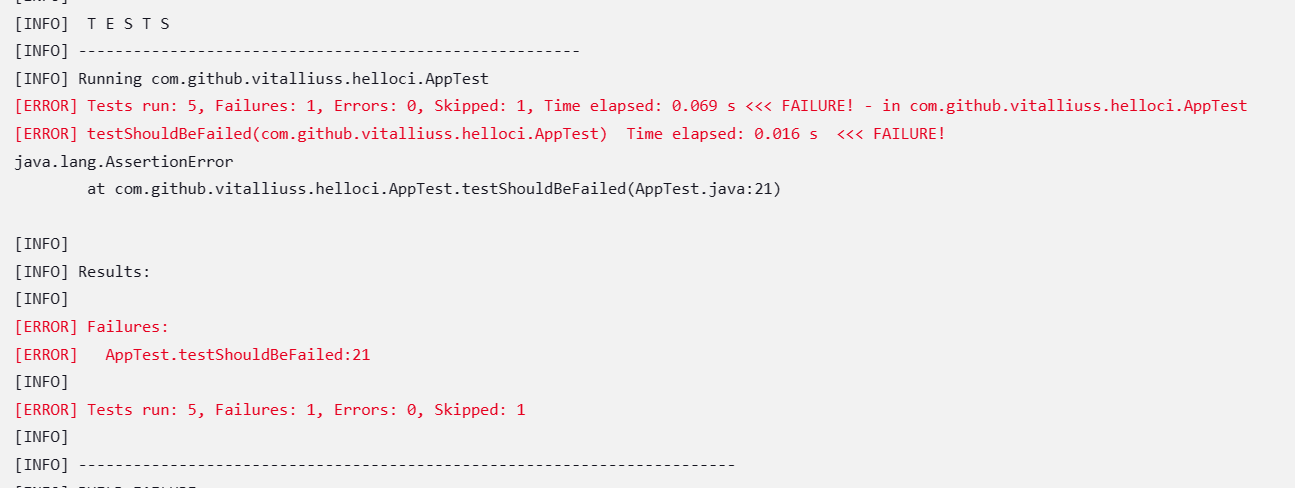 [INFO]
[INFO]  T E S T S
[INFO] -------------------------------------------------------
[INFO] Running com.github.vitalliuss.helloci.AppTest
[ERROR] Tests run: 5, Failures: 1, Errors: 0, Skipped: 1, Time elapsed: 0.069 s <<< FAILURE! - in com.github.vitalliuss.helloci.AppTest
[ERROR] testShouldBeFailed(com.github.vitalliuss.helloci.AppTest)  Time elapsed: 0.016 s  <<< FAILURE!
java.lang.AssertionError
        at com.github.vitalliuss.helloci.AppTest.testShouldBeFailed(AppTest.java:21)
[INFO]
[INFO] Results:
[INFO]
[ERROR] Failures:
[ERROR]   AppTest.testShouldBeFailed:21
[INFO]
[ERROR] Tests run: 5, Failures: 1, Errors: 0, Skipped: 1
[INFO]
[INFO] ------------------------------------------------------------------------
[INFO] BUILD FAILURE